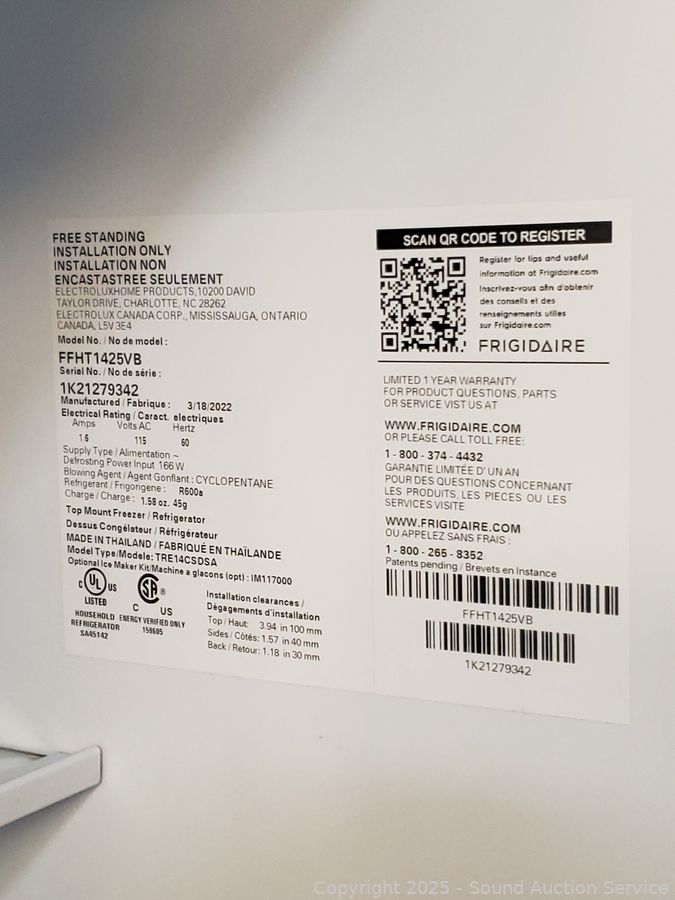 FREE STANDING
INSTALLATION ONLY
INSTALLATION NON
ENCASTASTREE SEULEMENT
ELECTROLUXHOME PRODUCTS,10200 DAVID
TAYLOR DRIVE, CHARLOTTE, NC 28262
ELECTROLUX CANADA CORP., MISSISSAUGA, ONTARIO
CANADA, L5V 3E4
Model No. / No de model :
FFHT1425VB
Serial No. / No de série :
1K21279342
Manufactured / Fabrique : 3/18/2022
Electrical Rating / Caract. electriques
Amps Volts AC Hertz
1.6 115 60
Supply Type / Alimentation ~
Defrosting Power Input 166 W
Blowing Agent / Agent Gonflant : CYCLOPENTANE
Refrigerant / Frigorigene : R600a
Charge / Charge : 1.58 oz. 45g
Top Mount Freezer / Refrigerator
Dessus Congélateur / Réfrigérateur
MADE IN THAILAND / FABRIQUÉ EN THAÏLANDE
Model Type/Modele: TRE14CSDSA
Optional Ice Maker Kit/Machine a glacons (opt) : IM117000
C UL US
LISTED
HOUSEHOLD
REFRIGERATOR
SA45142
SA ®
C US
ENERGY VERIFIED ONLY
159605
Installation clearances /
Dégagements d'installation
Top / Haut: 3.94 in 100 mm
Sides / Côtés: 1.57 in 40 mm
Back / Retour: 1.18 in 30 mm
SCAN QR CODE TO REGISTER
Register for tips and useful
information at Frigidaire.com
Inscrivez-vous afin d'obtenir
des conseils et des
renseignements utiles
sur Frigidaire.com
FRIGIDAIRE
LIMITED 1 YEAR WARRANTY
FOR PRODUCT QUESTIONS, PARTS
OR SERVICE VIST US AT
WWW.FRIGIDAIRE.COM
OR PLEASE CALL TOLL FREE:
1 - 800 - 374 - 4432
GARANTIE LIMITÉE D' UN AN
POUR DES QUESTIONS CONCERNANT
LES PRODUITS, LES PIECES OU LES
SERVICES VISITE
WWW.FRIGIDAIRE.COM
OU APPELEZ SANS FRAIS :
1 - 800 - 265 - 8352
Patents pending / Brevets en Instance
FFHT1425VB
1K21279342
Copyright 2025 - Sound Auction Service